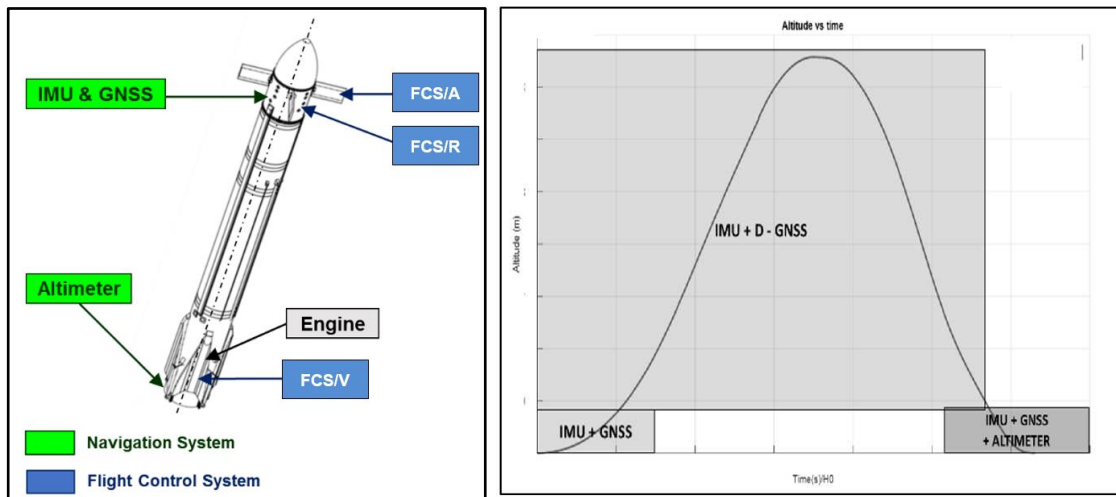 IMU & GNSS
FCS/A
FCS/R
Altimeter
Engine
FCS/V
Navigation System
Flight Control System
Altitude vs time
Altitude (m)
IMU + D - GNSS
IMU + GNSS
IMU + GNSS
+ ALTIMETER
Time(s)/H0